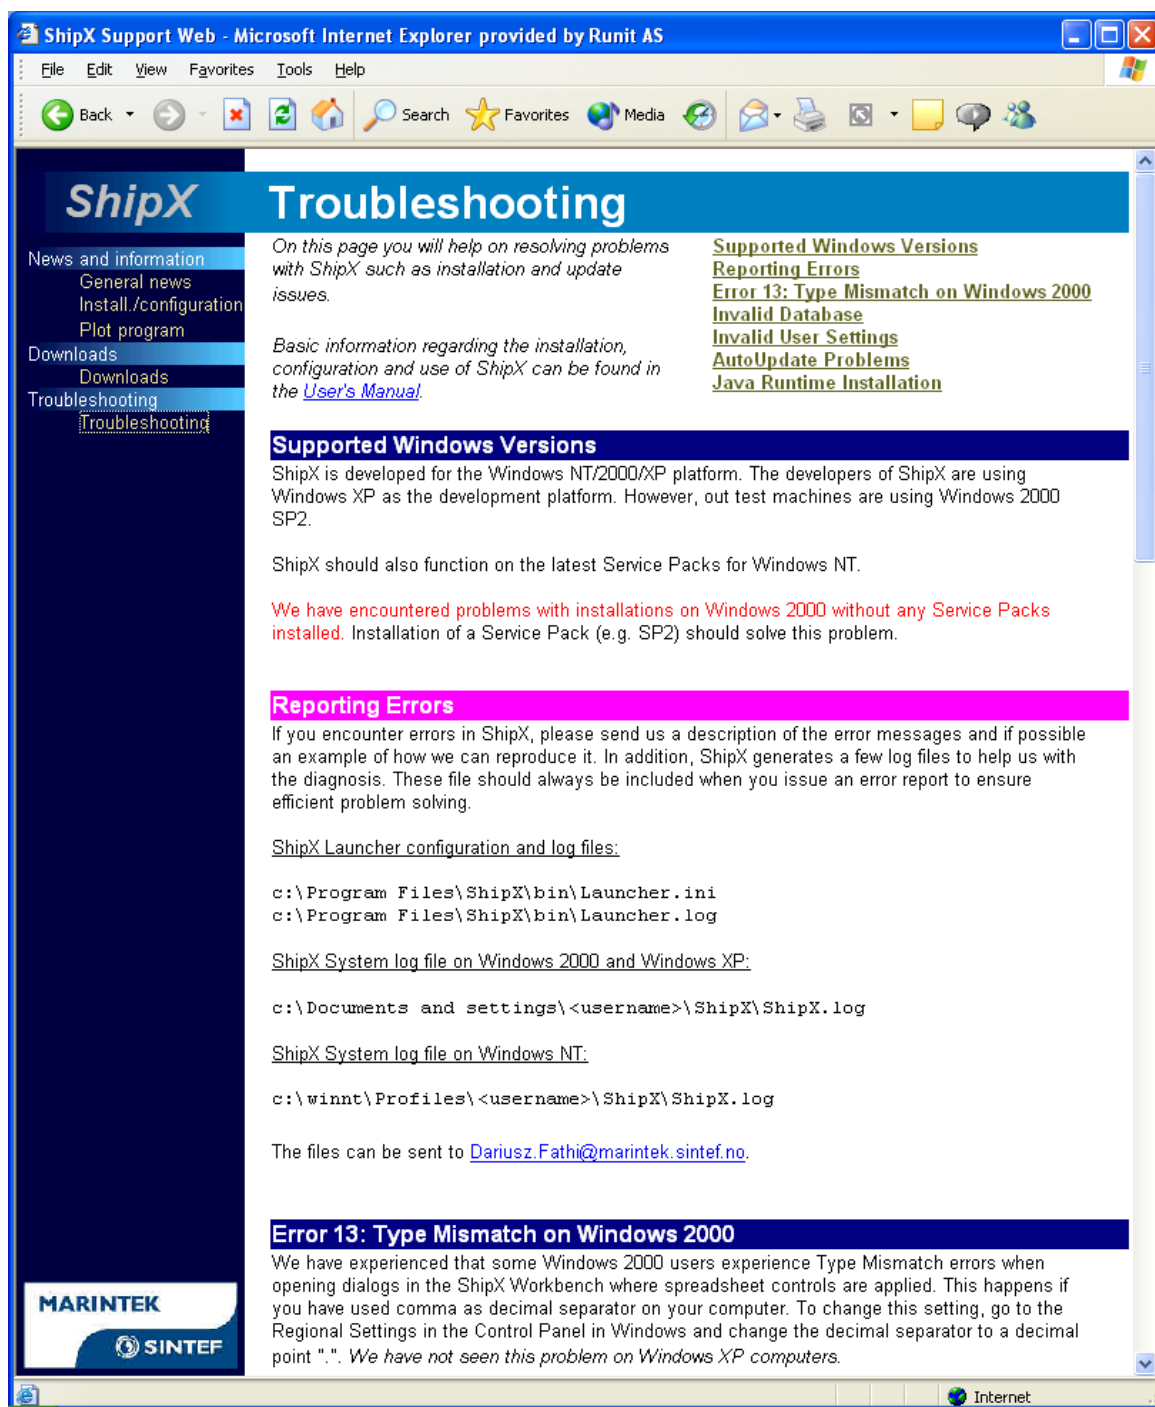 ShipX Support Web - Microsoft Internet Explorer provided by Runit AS
File Edit View Favorites Tools Help
Back Search Favorites Media
ShipX
Troubleshooting
News and information
General news
Install./configuration
Plot program
Downloads
Downloads
Troubleshooting
Troubleshooting
On this page you will help on resolving problems
with ShipX such as installation and update
issues.
Basic information regarding the installation,
configuration and use of ShipX can be found in
the User's Manual.
Supported Windows Versions
Reporting Errors
Error 13: Type Mismatch on Windows 2000
Invalid Database
Invalid User Settings
AutoUpdate Problems
Java Runtime Installation
Supported Windows Versions
ShipX is developed for the Windows NT/2000/XP platform. The developers of ShipX are using
Windows XP as the development platform. However, out test machines are using Windows 2000
SP2.
ShipX should also function on the latest Service Packs for Windows NT.
We have encountered problems with installations on Windows 2000 without any Service Packs
installed. Installation of a Service Pack (e.g. SP2) should solve this problem.
Reporting Errors
If you encounter errors in ShipX, please send us a description of the error messages and if possible
an example of how we can reproduce it. In addition, ShipX generates a few log files to help us with
the diagnosis. These file should always be included when you issue an error report to ensure
efficient problem solving.
ShipX Launcher configuration and log files:
c:\Program Files\ShipX\bin\Launcher.ini
c:\Program Files\ShipX\bin\Launcher.log
ShipX System log file on Windows 2000 and Windows XP:
c:\Documents and settings\<username>\ShipX\ShipX.log
ShipX System log file on Windows NT:
c:\winnt\Profiles\<username>\ShipX\ShipX.log
The files can be sent to Dariusz.Fathi@marintek.sintef.no.
Error 13: Type Mismatch on Windows 2000
We have experienced that some Windows 2000 users experience Type Mismatch errors when
opening dialogs in the ShipX Workbench where spreadsheet controls are applied. This happens if
you have used comma as decimal separator on your computer. To change this setting, go to the
Regional Settings in the Control Panel in Windows and change the decimal separator to a decimal
point ".". We have not seen this problem on Windows XP computers.
MARINTEK
SINTEF
Internet